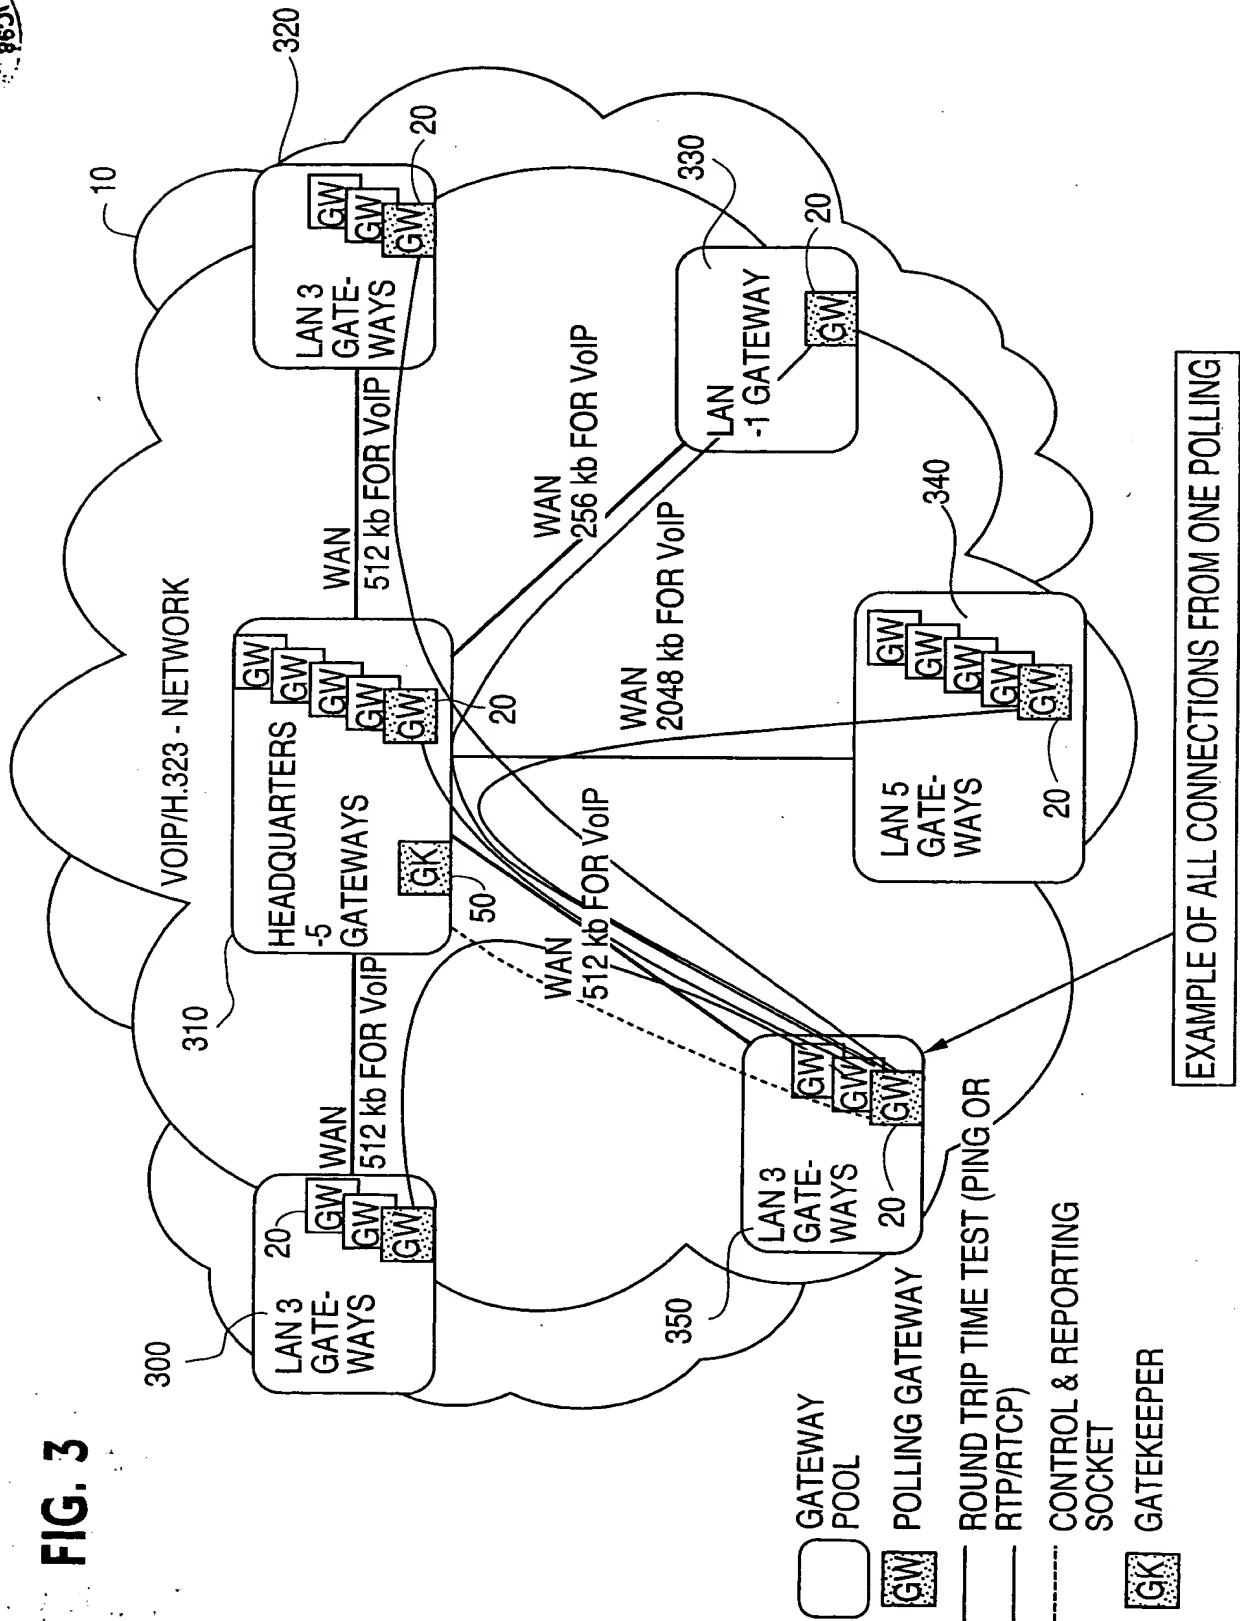 FIG. 3
10
VOIP/H.323 - NETWORK
300
LAN 3
GATE-
WAYS
20
GW
GW
GW
WAN
512 kb FOR VoIP
310
HEADQUARTERS
-5
GATEWAYS
GK
50
GW
GW
GW
GW
GW
20
WAN
512 kb FOR VoIP
320
LAN 3
GATE-
WAYS
GW
GW
GW
20
WAN
512 kb FOR VoIP
WAN
2048 kb FOR VoIP
WAN
256 kb FOR VoIP
330
LAN
-1 GATEWAY
GW
20
350
LAN 3
GATE-
WAYS
GW
GW
GW
20
340
LAN 5
GATE-
WAYS
GW
GW
GW
GW
GW
20
GATEWAY
POOL
GW POLLING GATEWAY
ROUND TRIP TIME TEST (PING OR
RTP/RTCP)
CONTROL & REPORTING
SOCKET
GK GATEKEEPER
EXAMPLE OF ALL CONNECTIONS FROM ONE POLLING